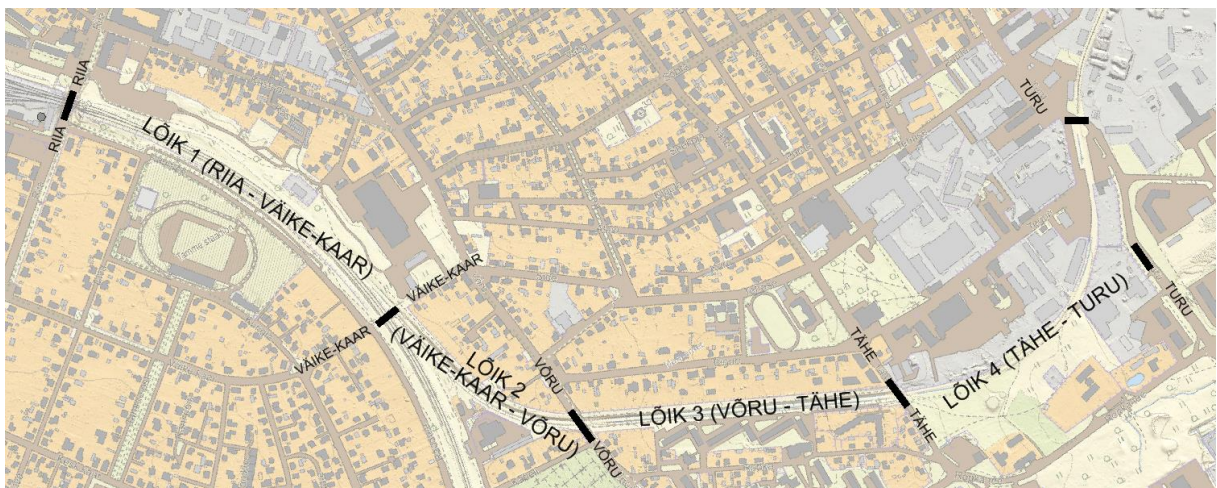 RIIA
RIIA
LÕIK 1 (RIIA - VÄIKE-KAAR)
VÄIKE-KAAR
VÄIKE-KAAR
LÕIK 2
(VÄIKE-KAAR - VÕRU)
VÕRU
VÕRU
LÕIK 3 (VÕRU - TÄHE)
TÄHE
TÄHE
LÕIK 4 (TÄHE - TURU)
TURU
TURU